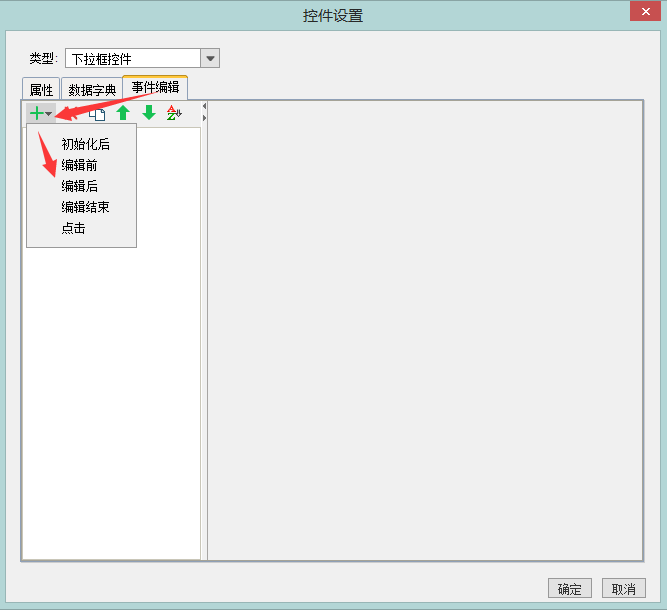 控件设置
类型:
下拉框控件
属性 数据字典 事件编辑
初始化后
编辑前
编辑后
编辑结束
点击
确定 取消